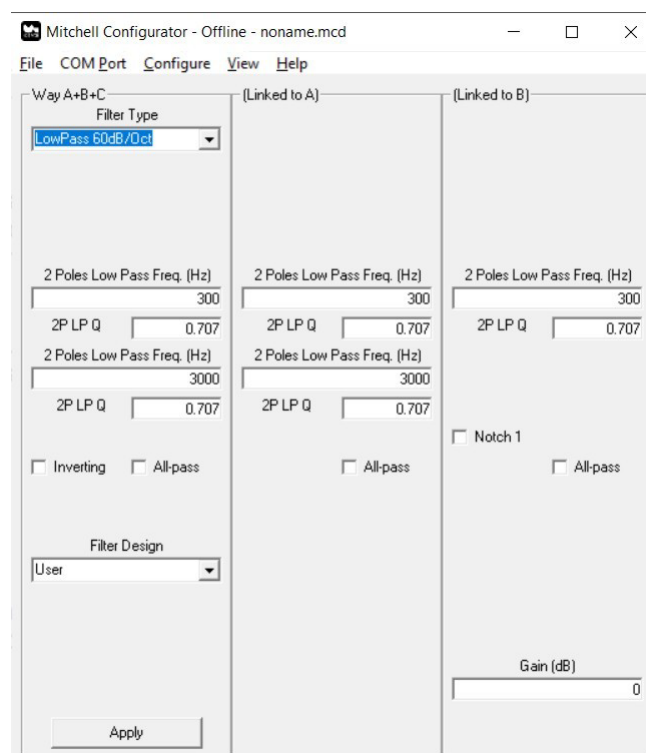 Mitchell Configurator - Offline - noname.mcd
File COM Port Configure View Help
Way A+B+C
Filter Type
LowPass 60dB/Oct
2 Poles Low Pass Freq. (Hz)
300
2P LP Q 0.707
2 Poles Low Pass Freq. (Hz)
3000
2P LP Q 0.707
Inverting All-pass
Filter Design
User
Apply
(Linked to A)
2 Poles Low Pass Freq. (Hz)
300
2P LP Q 0.707
2 Poles Low Pass Freq. (Hz)
3000
2P LP Q 0.707
All-pass
(Linked to B)
2 Poles Low Pass Freq. (Hz)
300
2P LP Q 0.707
Notch 1
All-pass
Gain (dB)
0